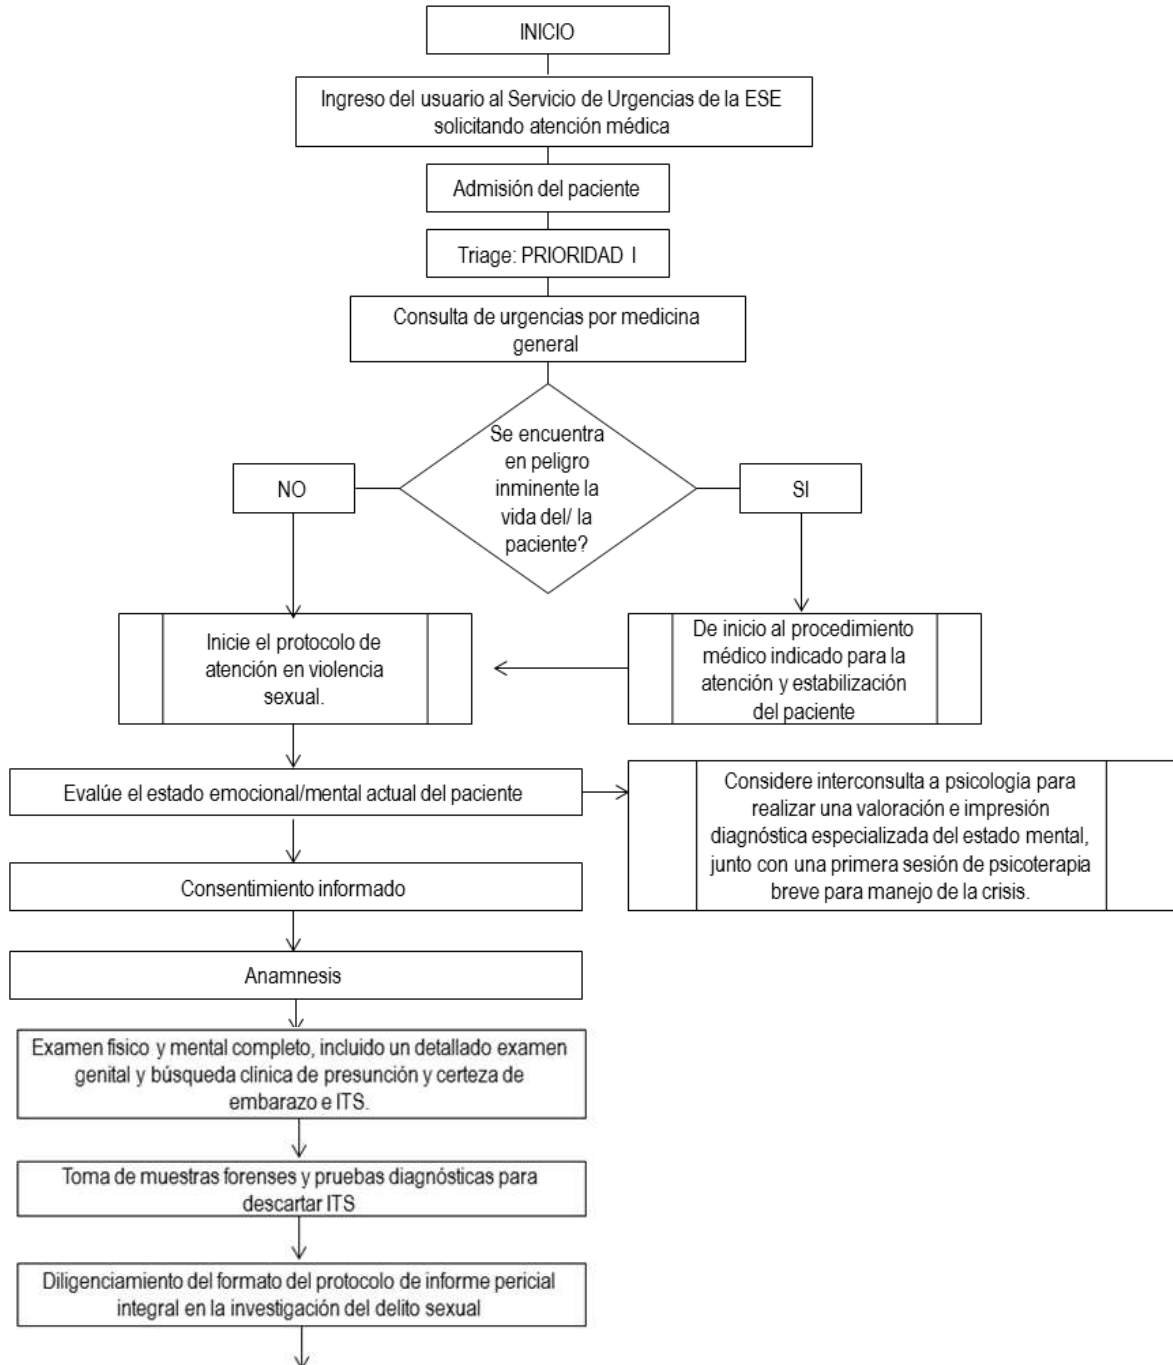 INICIO
Ingreso del usuario al Servicio de Urgencias de la ESE
solicitando atención médica
Admisión del paciente
Triage: PRIORIDAD I
Consulta de urgencias por medicina
general
Se encuentra
en peligro
inminente la
vida del/ la
paciente?
NO
SI
Inicie el protocolo de
atención en violencia
sexual.
De inicio al procedimiento
médico indicado para la
atención y estabilización
del paciente
Evalúe el estado emocional/mental actual del paciente
Considere interconsulta a psicología para
realizar una valoración e impresión
diagnóstica especializada del estado mental,
junto con una primera sesión de psicoterapia
breve para manejo de la crisis.
Consentimiento informado
Anamnesis
Examen físico y mental completo, incluido un detallado examen
genital y búsqueda clínica de presunción y certeza de
embarazo e ITS.
Toma de muestras forenses y pruebas diagnósticas para
descartar ITS
Diligenciamiento del formato del protocolo de informe pericial
integral en la investigación del delito sexual